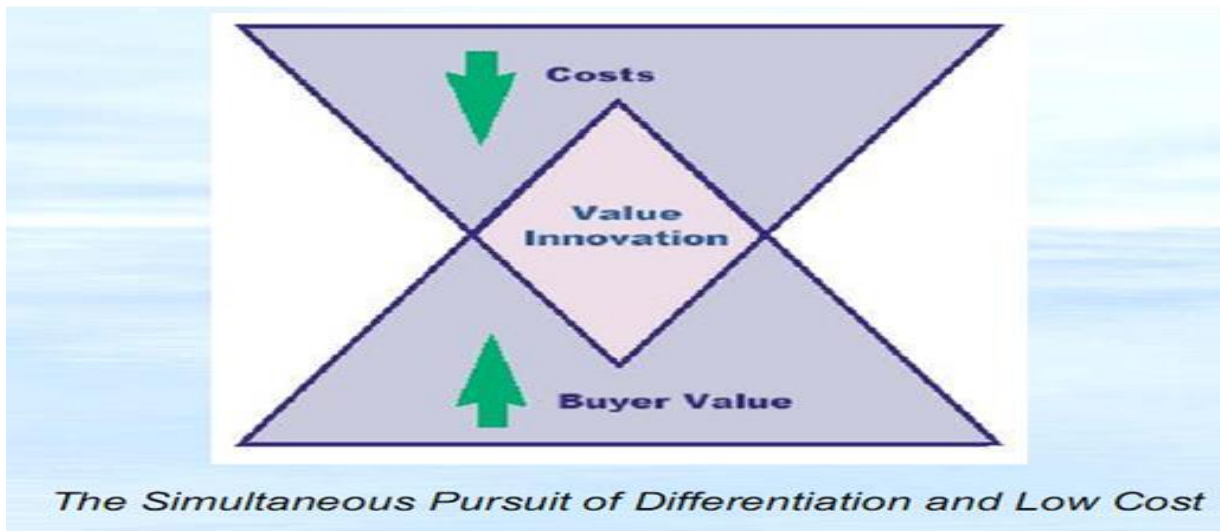 Costs
Value
Innovation
Buyer Value
The Simultaneous Pursuit of Differentiation and Low Cost